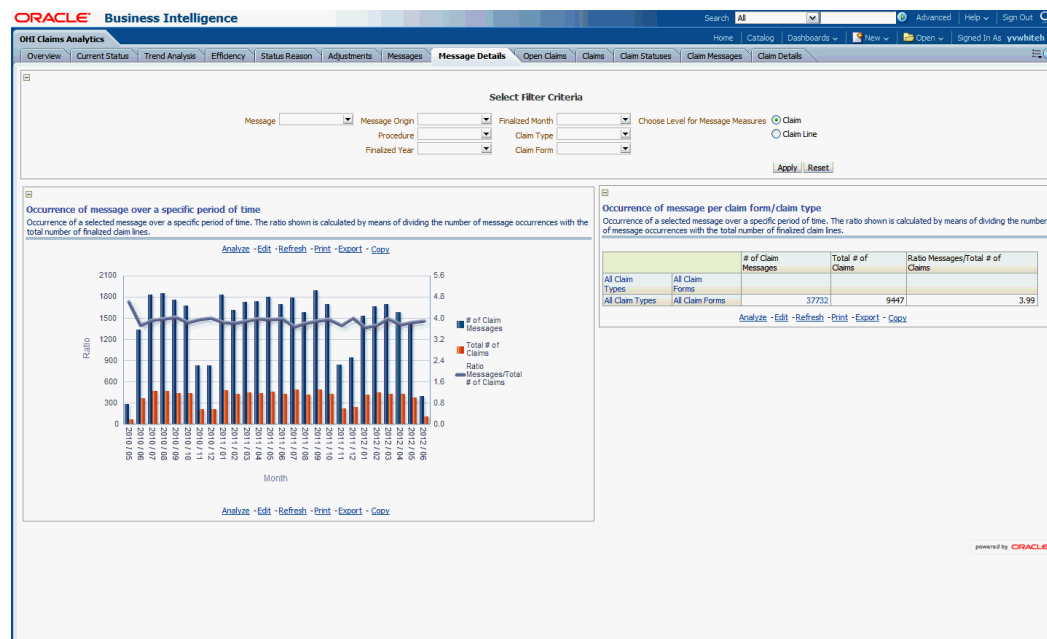 ORACLE Business Intelligence
Search All Advanced Help Sign Out
OHI Claims Analytics
Home Catalog Dashboards New Open Signed In As yvwhiteh
Overview Current Status Trend Analysis Efficiency Status Reason Adjustments Messages Message Details Open Claims Claims Claim Statuses Claim Messages Claim Details
Select Filter Criteria
Message Message Origin Finalized Month Choose Level for Message Measures Claim
Procedure Claim Type Claim Line
Finalized Year Claim Form
Apply Reset
Occurrence of message over a specific period of time
Occurrence of a selected message over a specific period of time. The ratio shown is calculated by means of dividing the number of message occurrences with the
total number of finalized claim lines.
Analyze - Edit - Refresh - Print - Export - Copy
2100
1800
1500
1200
900
600
300
0
Ratio
5.6
4.8
4.0
3.2
2.4
1.6
0.8
0.0
# of Claim
Messages
Total # of
Claims
Ratio
Messages/Total
# of Claims
2010 / 05
2010 / 06
2010 / 07
2010 / 08
2010 / 09
2010 / 10
2010 / 11
2010 / 12
2011 / 01
2011 / 02
2011 / 03
2011 / 04
2011 / 05
2011 / 06
2011 / 07
2011 / 08
2011 / 09
2011 / 10
2011 / 11
2011 / 12
2012 / 01
2012 / 02
2012 / 03
2012 / 04
2012 / 05
2012 / 06
Month
Analyze - Edit - Refresh - Print - Export - Copy
Occurrence of message per claim form/claim type
Occurrence of a selected message over a specific period of time. The ratio shown is calculated by means of dividing the number
of message occurrences with the total number of finalized claim lines.
# of Claim Total # of Ratio Messages/Total # of
Messages Claims Claims
All Claim All Claim
Types Forms
All Claim Types All Claim Forms 37732 9447 3.99
Analyze - Edit - Refresh - Print - Export - Copy
powered by ORACLE